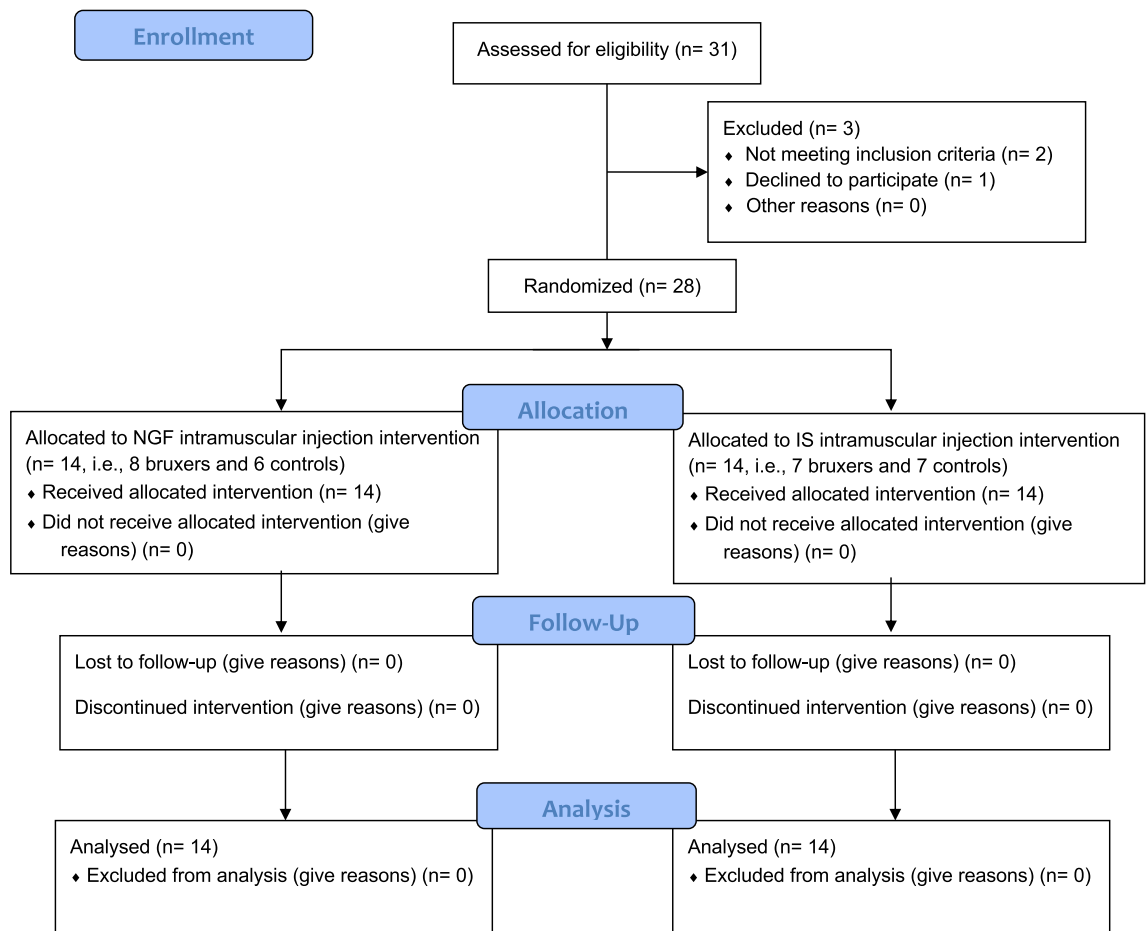 Enrollment
Assessed for eligibility (n= 31)
Excluded (n= 3)
♦ Not meeting inclusion criteria (n= 2)
♦ Declined to participate (n= 1)
♦ Other reasons (n= 0)
Randomized (n= 28)
Allocation
Allocated to NGF intramuscular injection intervention
(n= 14, i.e., 8 bruxers and 6 controls)
♦ Received allocated intervention (n= 14)
♦ Did not receive allocated intervention (give
reasons) (n= 0)
Allocated to IS intramuscular injection intervention
(n= 14, i.e., 7 bruxers and 7 controls)
♦ Received allocated intervention (n= 14)
♦ Did not receive allocated intervention (give
reasons) (n= 0)
Follow-Up
Lost to follow-up (give reasons) (n= 0)
Discontinued intervention (give reasons) (n= 0)
Lost to follow-up (give reasons) (n= 0)
Discontinued intervention (give reasons) (n= 0)
Analysis
Analysed (n= 14)
♦ Excluded from analysis (give reasons) (n= 0)
Analysed (n= 14)
♦ Excluded from analysis (give reasons) (n= 0)